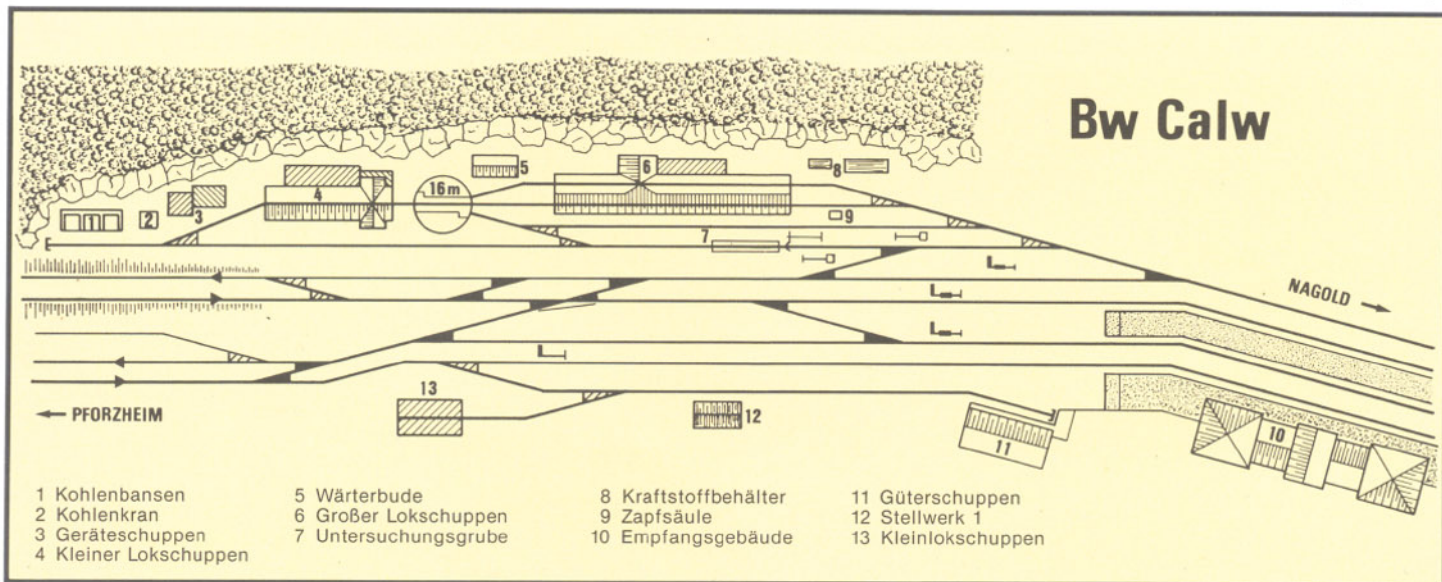 Bw Calw
5
6
8
4
16 m
3
1
2
9
7
NAGOLD
13
PFORZHEIM
12
11
10
1 Kohlenbansen
2 Kohlenkran
3 Geräteschuppen
4 Kleiner Lokschuppen
5 Wärterbude
6 Großer Lokschuppen
7 Untersuchungsgrube
8 Kraftstoffbehälter
9 Zapfsäule
10 Empfangsgebäude
11 Güterschuppen
12 Stellwerk 1
13 Kleinlokschuppen